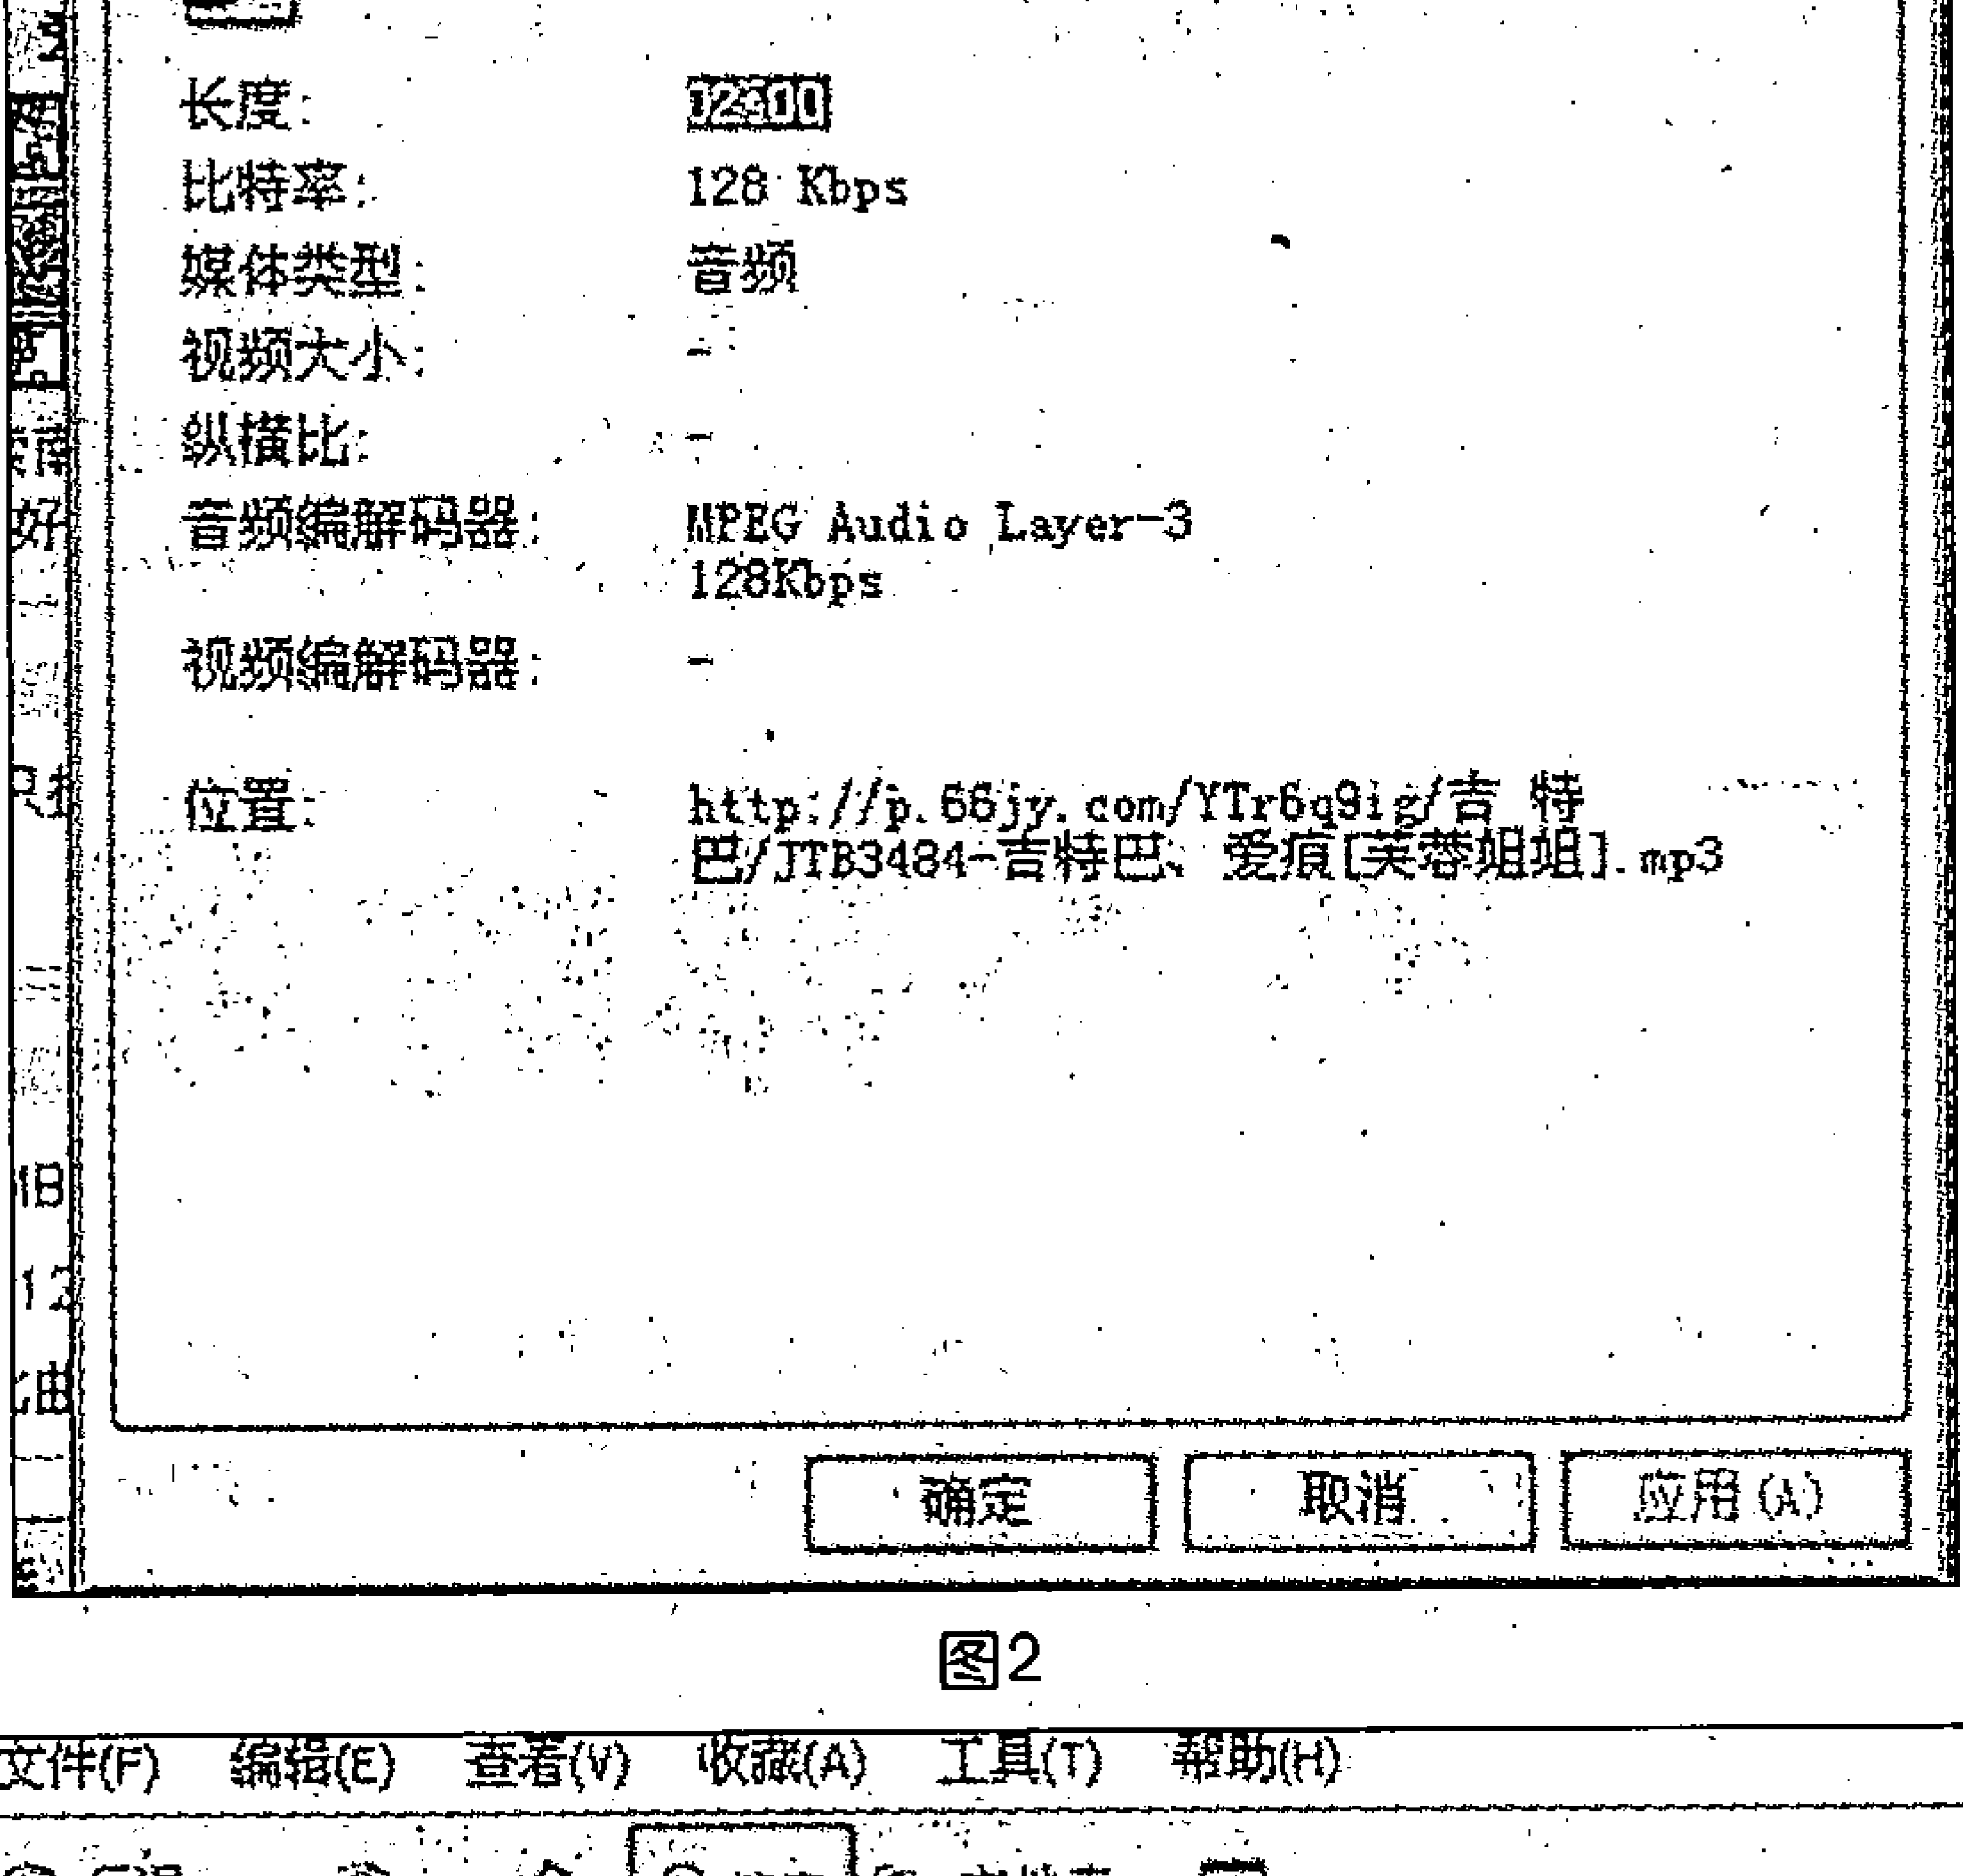 长度:
比特率: 128 Kbps
媒体类型: 音频
视频大小: -
纵横比: -
音频编解码器: MPEG Audio Layer-3
128Kbps
视频编解码器: -
位置: http://p.66jy.com/YTr6q9ig/吉 特
巴/JTB3484-吉特巴、爱痕[芙蓉姐姐].mp3
确定 取消 应用(A)
图2
文件(F) 编辑(E) 查看(V) 收藏(A) 工具(T) 帮助(H)